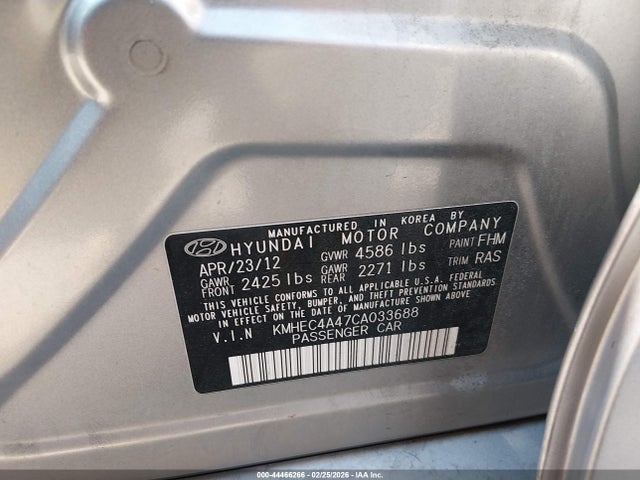 MANUFACTURED IN KOREA BY
HYUNDAI MOTOR COMPANY
APR/23/12 GVWR 4586 lbs PAINT FHM
GAWR FRONT 2425 lbs GAWR REAR 2271 lbs TRIM RAS
THIS VEHICLE CONFORMS TO ALL APPLICABLE U.S.A. FEDERAL
MOTOR VEHICLE SAFETY, BUMPER, AND THEFT PREVENTION STANDARDS
IN EFFECT ON THE DATE OF MANUFACTURE SHOWN ABOVE.
V.I.N KMHEC4A47CA033688
PASSENGER CAR
000-44466266 - 02/25/2026 - IAA Inc.